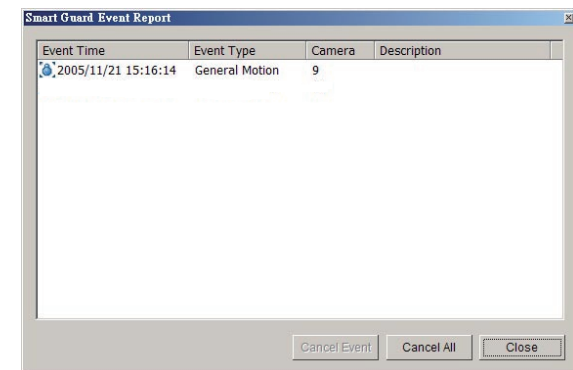 Smart Guard Event Report
Event Time Event Type Camera Description
2005/11/21 15:16:14 General Motion 9
Cancel Event Cancel All Close